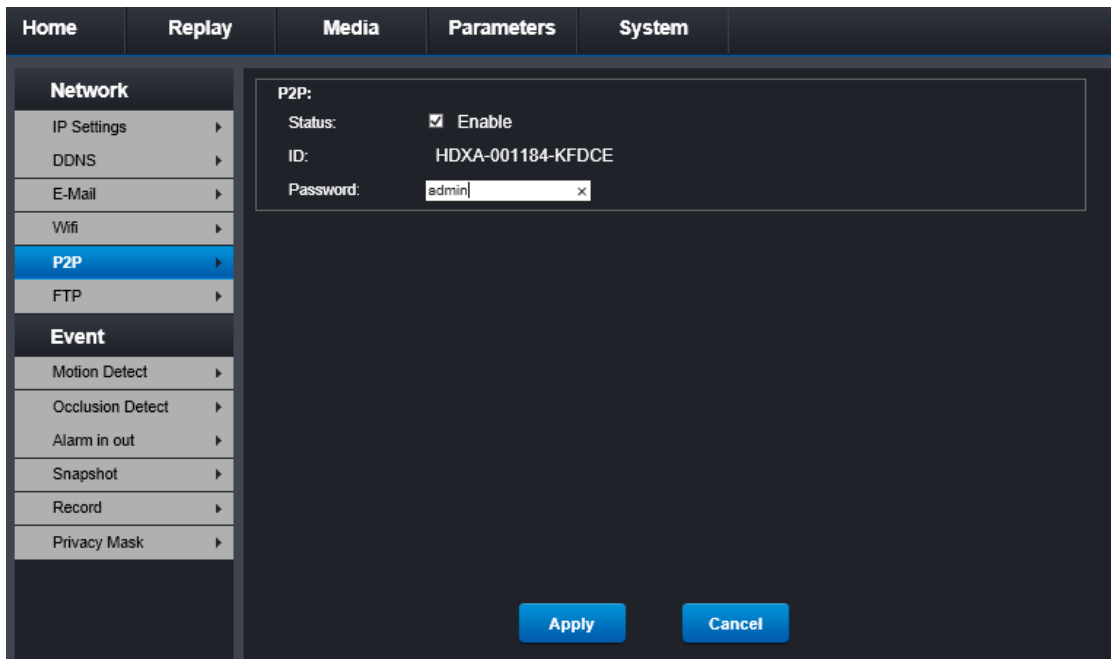 Home Replay Media Parameters System
Network
IP Settings
DDNS
E-Mail
Wifi
P2P
FTP
Event
Motion Detect
Occlusion Detect
Alarm in out
Snapshot
Record
Privacy Mask
P2P:
Status: Enable
ID: HDXA-001184-KFDCE
Password: admin
Apply Cancel